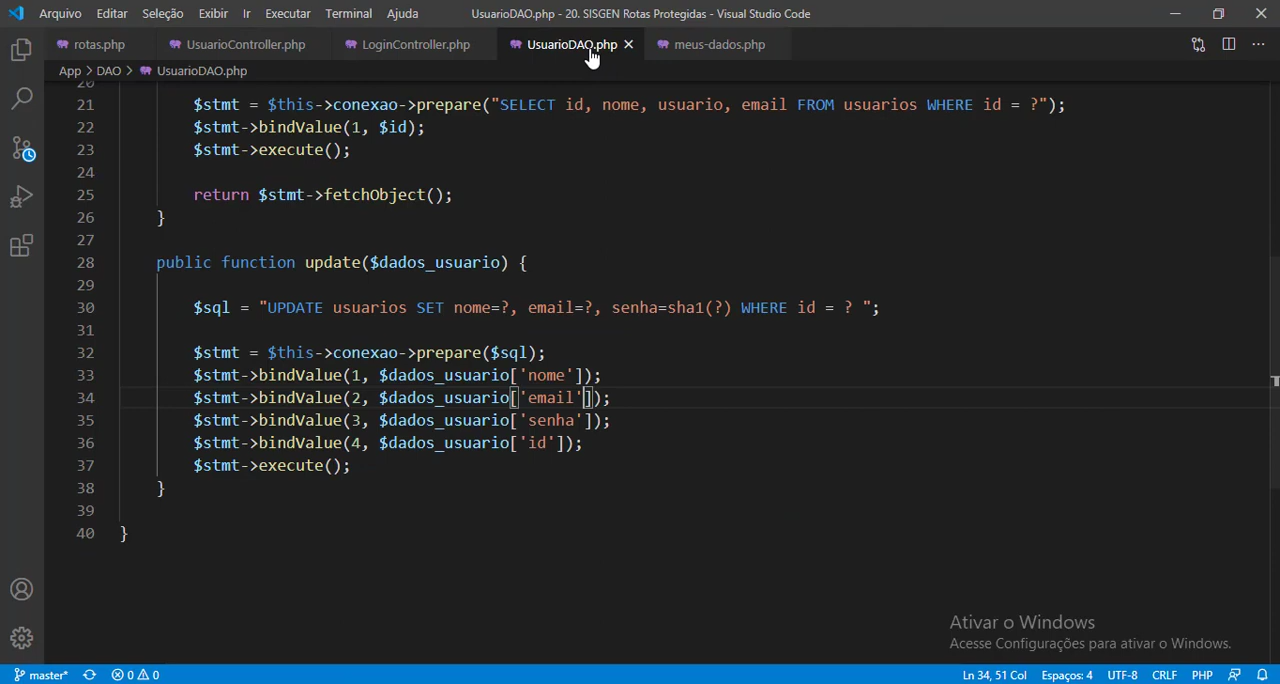 Arquivo Editar Seleção Exibir Ir Executar Terminal Ajuda UsuarioDAO.php - 20. SISGEN Rotas Protegidas - Visual Studio Code
rotas.php UsuarioController.php LoginController.php UsuarioDAO.php meus-dados.php
App > DAO > UsuarioDAO.php
20
21 $stmt = $this->conexao->prepare("SELECT id, nome, usuario, email FROM usuarios WHERE id = ?");
22 $stmt->bindValue(1, $id);
23 $stmt->execute();
24
25 return $stmt->fetchObject();
26 }
27
28 public function update($dados_usuario) {
29
30 $sql = "UPDATE usuarios SET nome=?, email=?, senha=sha1(?) WHERE id = ? ";
31
32 $stmt = $this->conexao->prepare($sql);
33 $stmt->bindValue(1, $dados_usuario['nome']);
34 $stmt->bindValue(2, $dados_usuario['email']);
35 $stmt->bindValue(3, $dados_usuario['senha']);
36 $stmt->bindValue(4, $dados_usuario['id']);
37 $stmt->execute();
38 }
39
40 }
Ativar o Windows
Acesse Configurações para ativar o Windows.
master* 0 0 Ln 34, 51 Col Espaços: 4 UTF-8 CRLF PHP